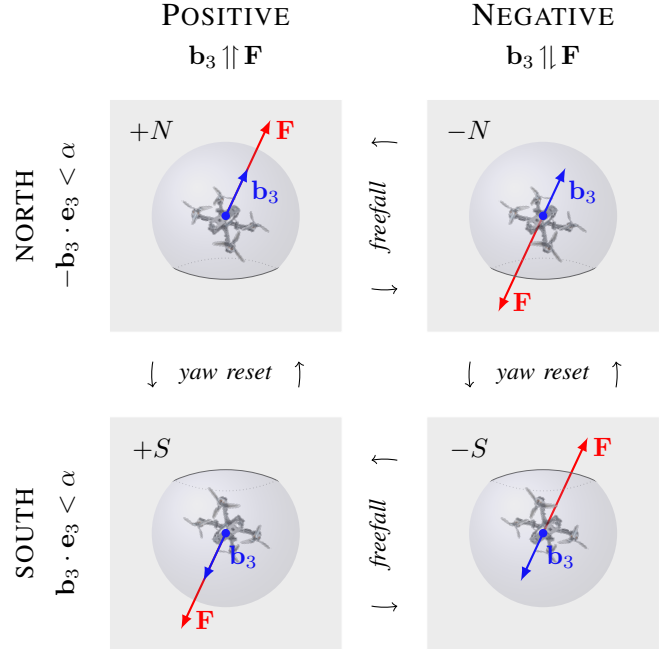 POSITIVE
NEGATIVE
b₃ ⥮ F
b₃ ⥯ F
NORTH
−b₃ · e₃ < α
+N
F
b₃
freefall
−N
b₃
F
yaw reset
yaw reset
SOUTH
b₃ · e₃ < α
+S
b₃
F
freefall
−S
F
b₃